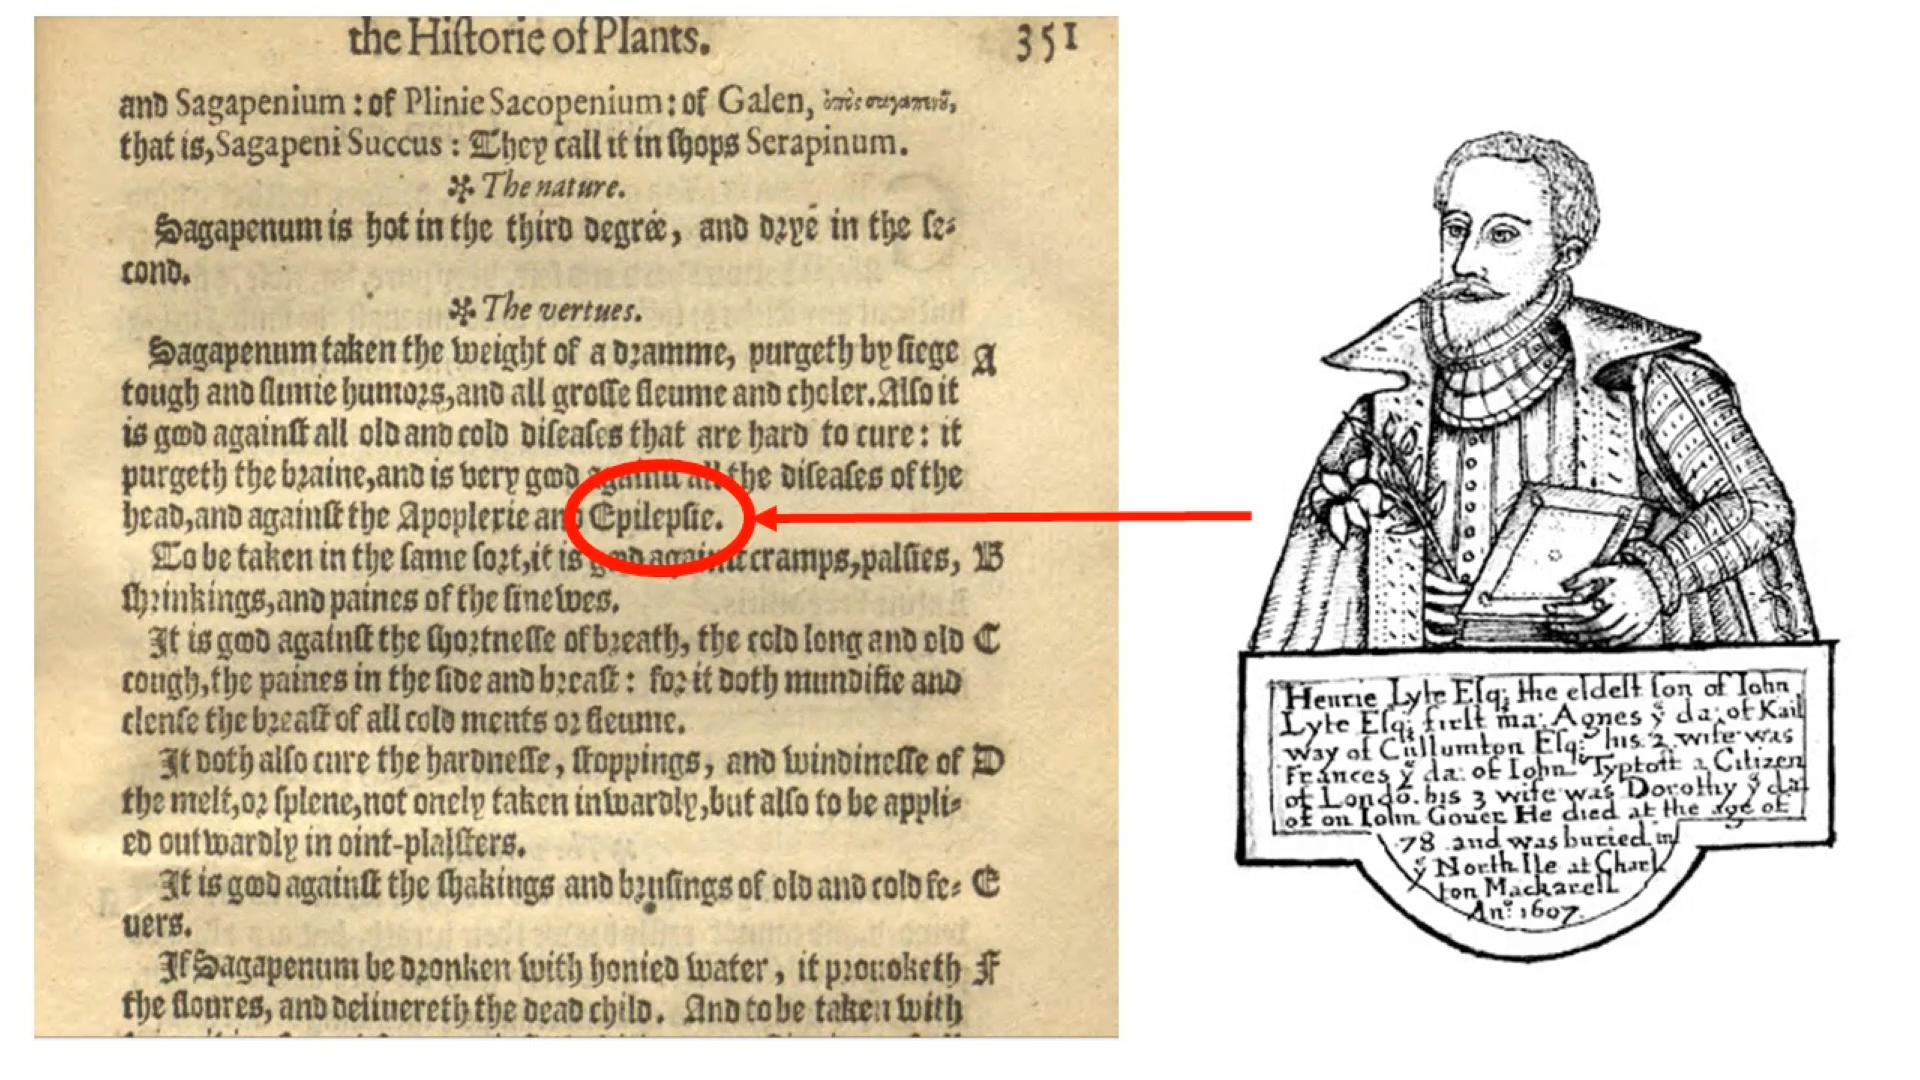 the Hiſtorie of Plants. 351
and Sagapenium : of Plinie Sacopenium : of Galen,
that is, Sagapeni Succus : They call it in ſhops Serapinum.
✻ The nature.
Sagapenum is hot in the third degrée, and drye in the ſe-
cond.
✻ The vertues.
Sagapenum taken the weight of a dramme, purgeth by ſiege A
tough and ſlimie humors, and all groſſe fleume and choler. Alſo it
is good againſt all old and cold diſeaſes that are hard to cure : it
purgeth the braine, and is very good againſt all the diſeaſes of the
head, and againſt the Apoplexie and Epilepſie.
To be taken in the ſame ſort, it is good againſt cramps, palſies, B
ſhrinkings, and paines of the ſinewes.
It is good againſt the ſhortneſſe of breath, the cold long and old C
cough, the paines in the ſide and breaſt : for it doth mundifie and
clenſe the breaſt of all cold ments or fleume.
It doth alſo cure the hardneſſe, ſtoppings, and windineſſe of D
the melt, or ſplene, not onely taken inwardly, but alſo to be appli-
ed outwardly in oint-plaiſters.
It is good againſt the ſhakings and bruſings of old and cold fe- E
uers.
If Sagapenum be dronken with honied water, it prouoketh F
the floures, and deliuereth the dead child. And to be taken with
Henrie Lyte Eſq; the eldeſt ſon of Iohn
Lyte Eſq; firſt ma: Agnes ẙ da: of Kail
way of Cullumton Eſq; his 2 wife was
Frances ẙ da: of Iohn Typtott a Citizen
of Londo. his 3 wife was Dorothy ẙ da:
of on Iohn Gouer He died at the age of
78 and was buried in
ẙ North Ile at Charl
ton Mackarell
An°: 1607.